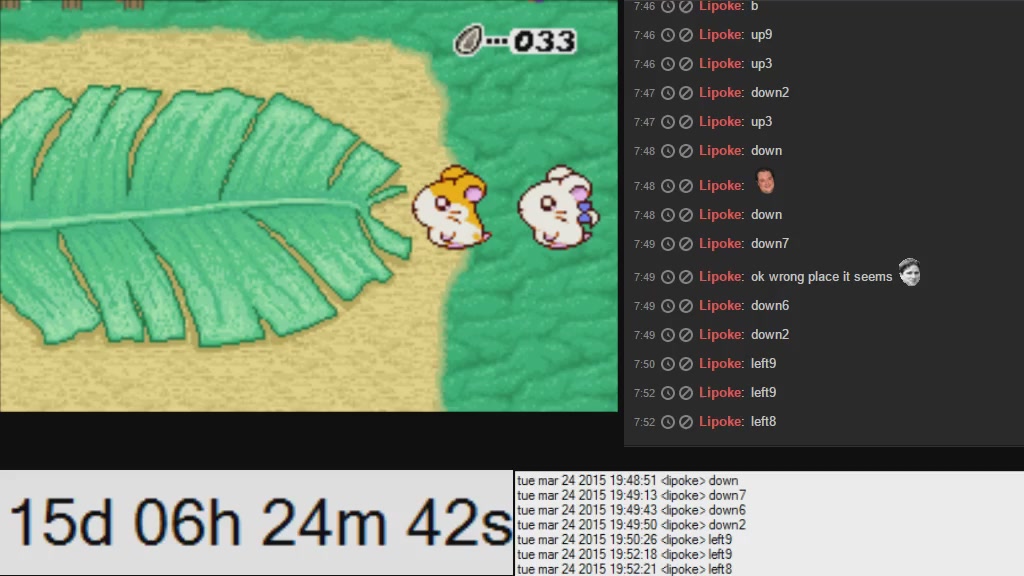 033
7:46 Lipoke: b
7:46 Lipoke: up9
7:46 Lipoke: up3
7:47 Lipoke: down2
7:47 Lipoke: up3
7:48 Lipoke: down
7:48 Lipoke:
7:48 Lipoke: down
7:49 Lipoke: down7
7:49 Lipoke: ok wrong place it seems
7:49 Lipoke: down6
7:49 Lipoke: down2
7:50 Lipoke: left9
7:52 Lipoke: left9
7:52 Lipoke: left8
15d 06h 24m 42s
tue mar 24 2015 19:48:51 <lipoke> down
tue mar 24 2015 19:49:13 <lipoke> down7
tue mar 24 2015 19:49:43 <lipoke> down6
tue mar 24 2015 19:49:50 <lipoke> down2
tue mar 24 2015 19:50:26 <lipoke> left9
tue mar 24 2015 19:52:18 <lipoke> left9
tue mar 24 2015 19:52:21 <lipoke> left8